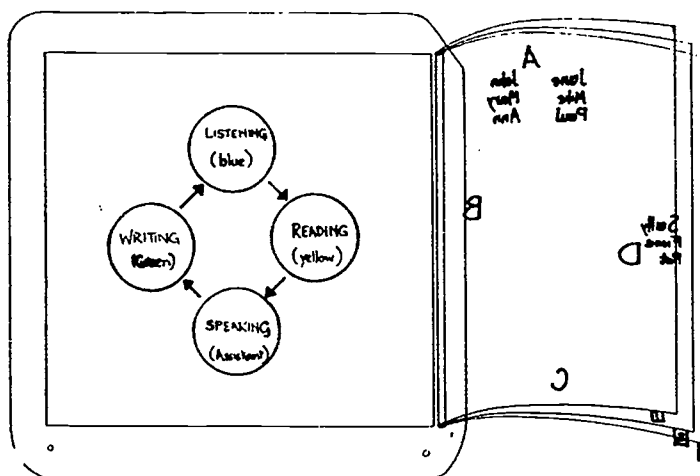 LISTENING
(blue)
WRITING
(Green)
READING
(yellow)
SPEAKING
(Assistant)
A
Jane John
Mike Mary
Paul Ann
B
Sally
Pat
D
C